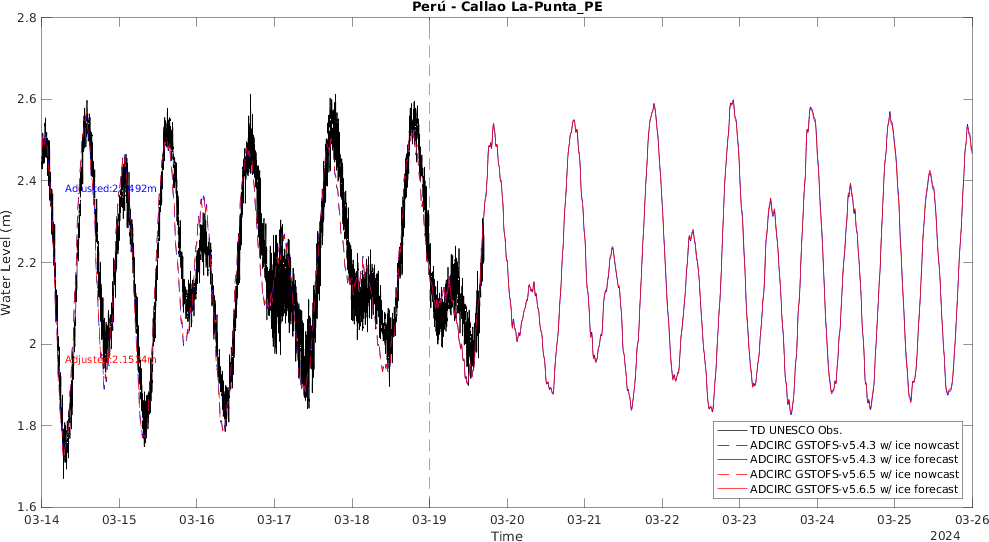 Perú - Callao La-Punta_PE
2.8
2.6
2.4
2.2
2
1.8
1.6
Water Level (m)
Adjusted:2.1514m
TD UNESCO Obs.
ADCIRC GSTOFS-v5.4.3 w/ ice nowcast
ADCIRC GSTOFS-v5.4.3 w/ ice forecast
ADCIRC GSTOFS-v5.6.5 w/ ice nowcast
ADCIRC GSTOFS-v5.6.5 w/ ice forecast
03-14 03-15 03-16 03-17 03-18 03-19 03-20 03-21 03-22 03-23 03-24 03-25 03-26
Time
2024